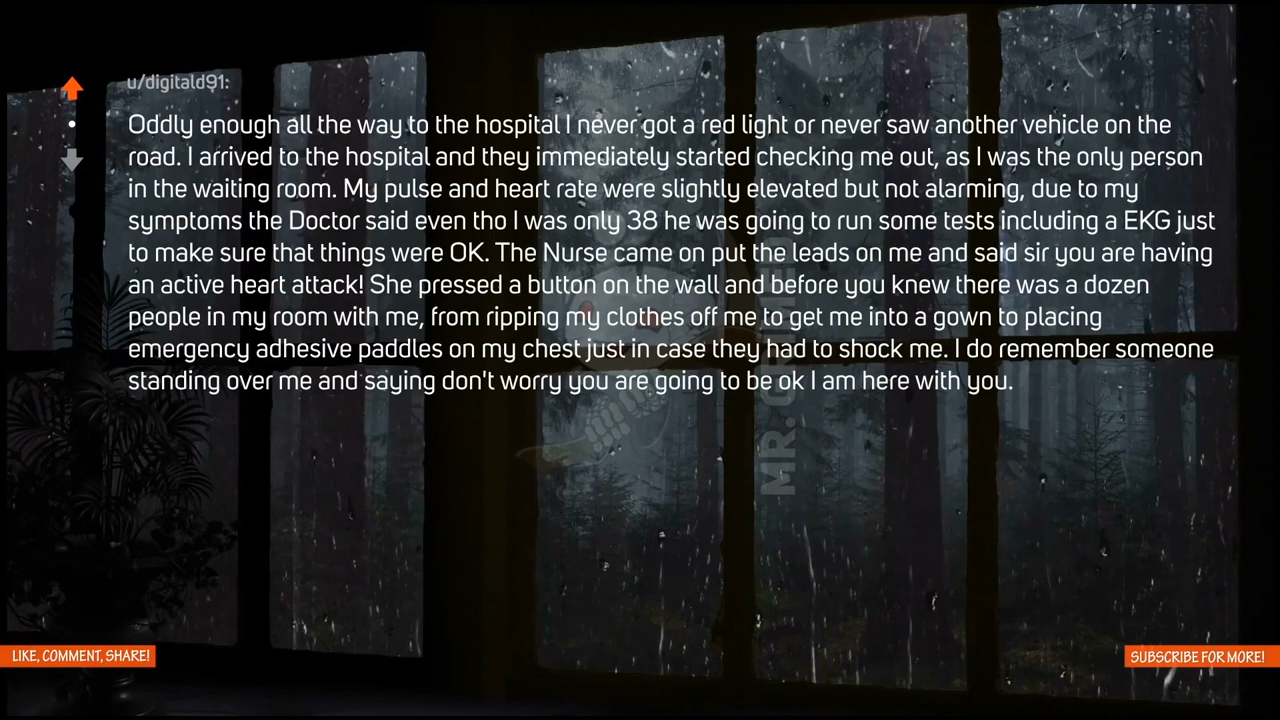 u/digitald91:
Oddly enough all the way to the hospital I never got a red light or never saw another vehicle on the
road. I arrived to the hospital and they immediately started checking me out, as I was the only person
in the waiting room. My pulse and heart rate were slightly elevated but not alarming, due to my
symptoms the Doctor said even tho I was only 38 he was going to run some tests including a EKG just
to make sure that things were OK. The Nurse came on put the leads on me and said sir you are having
an active heart attack! She pressed a button on the wall and before you knew there was a dozen
people in my room with me, from ripping my clothes off me to get me into a gown to placing
emergency adhesive paddles on my chest just in case they had to shock me. I do remember someone
standing over me and saying don't worry you are going to be ok I am here with you.
MR.
LIKE, COMMENT, SHARE!
SUBSCRIBE FOR MORE!